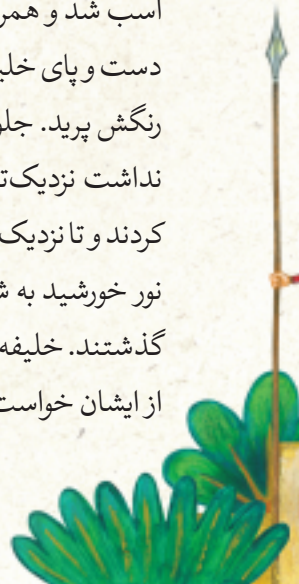 اسب شد و همر
دست و پای خلی
رنگش پرید. جلو
نداشت نزدیک‌تر
کردند و تا نزدیک
نور خورشید به ش
گذشتند. خلیفه
از ایشان خواست